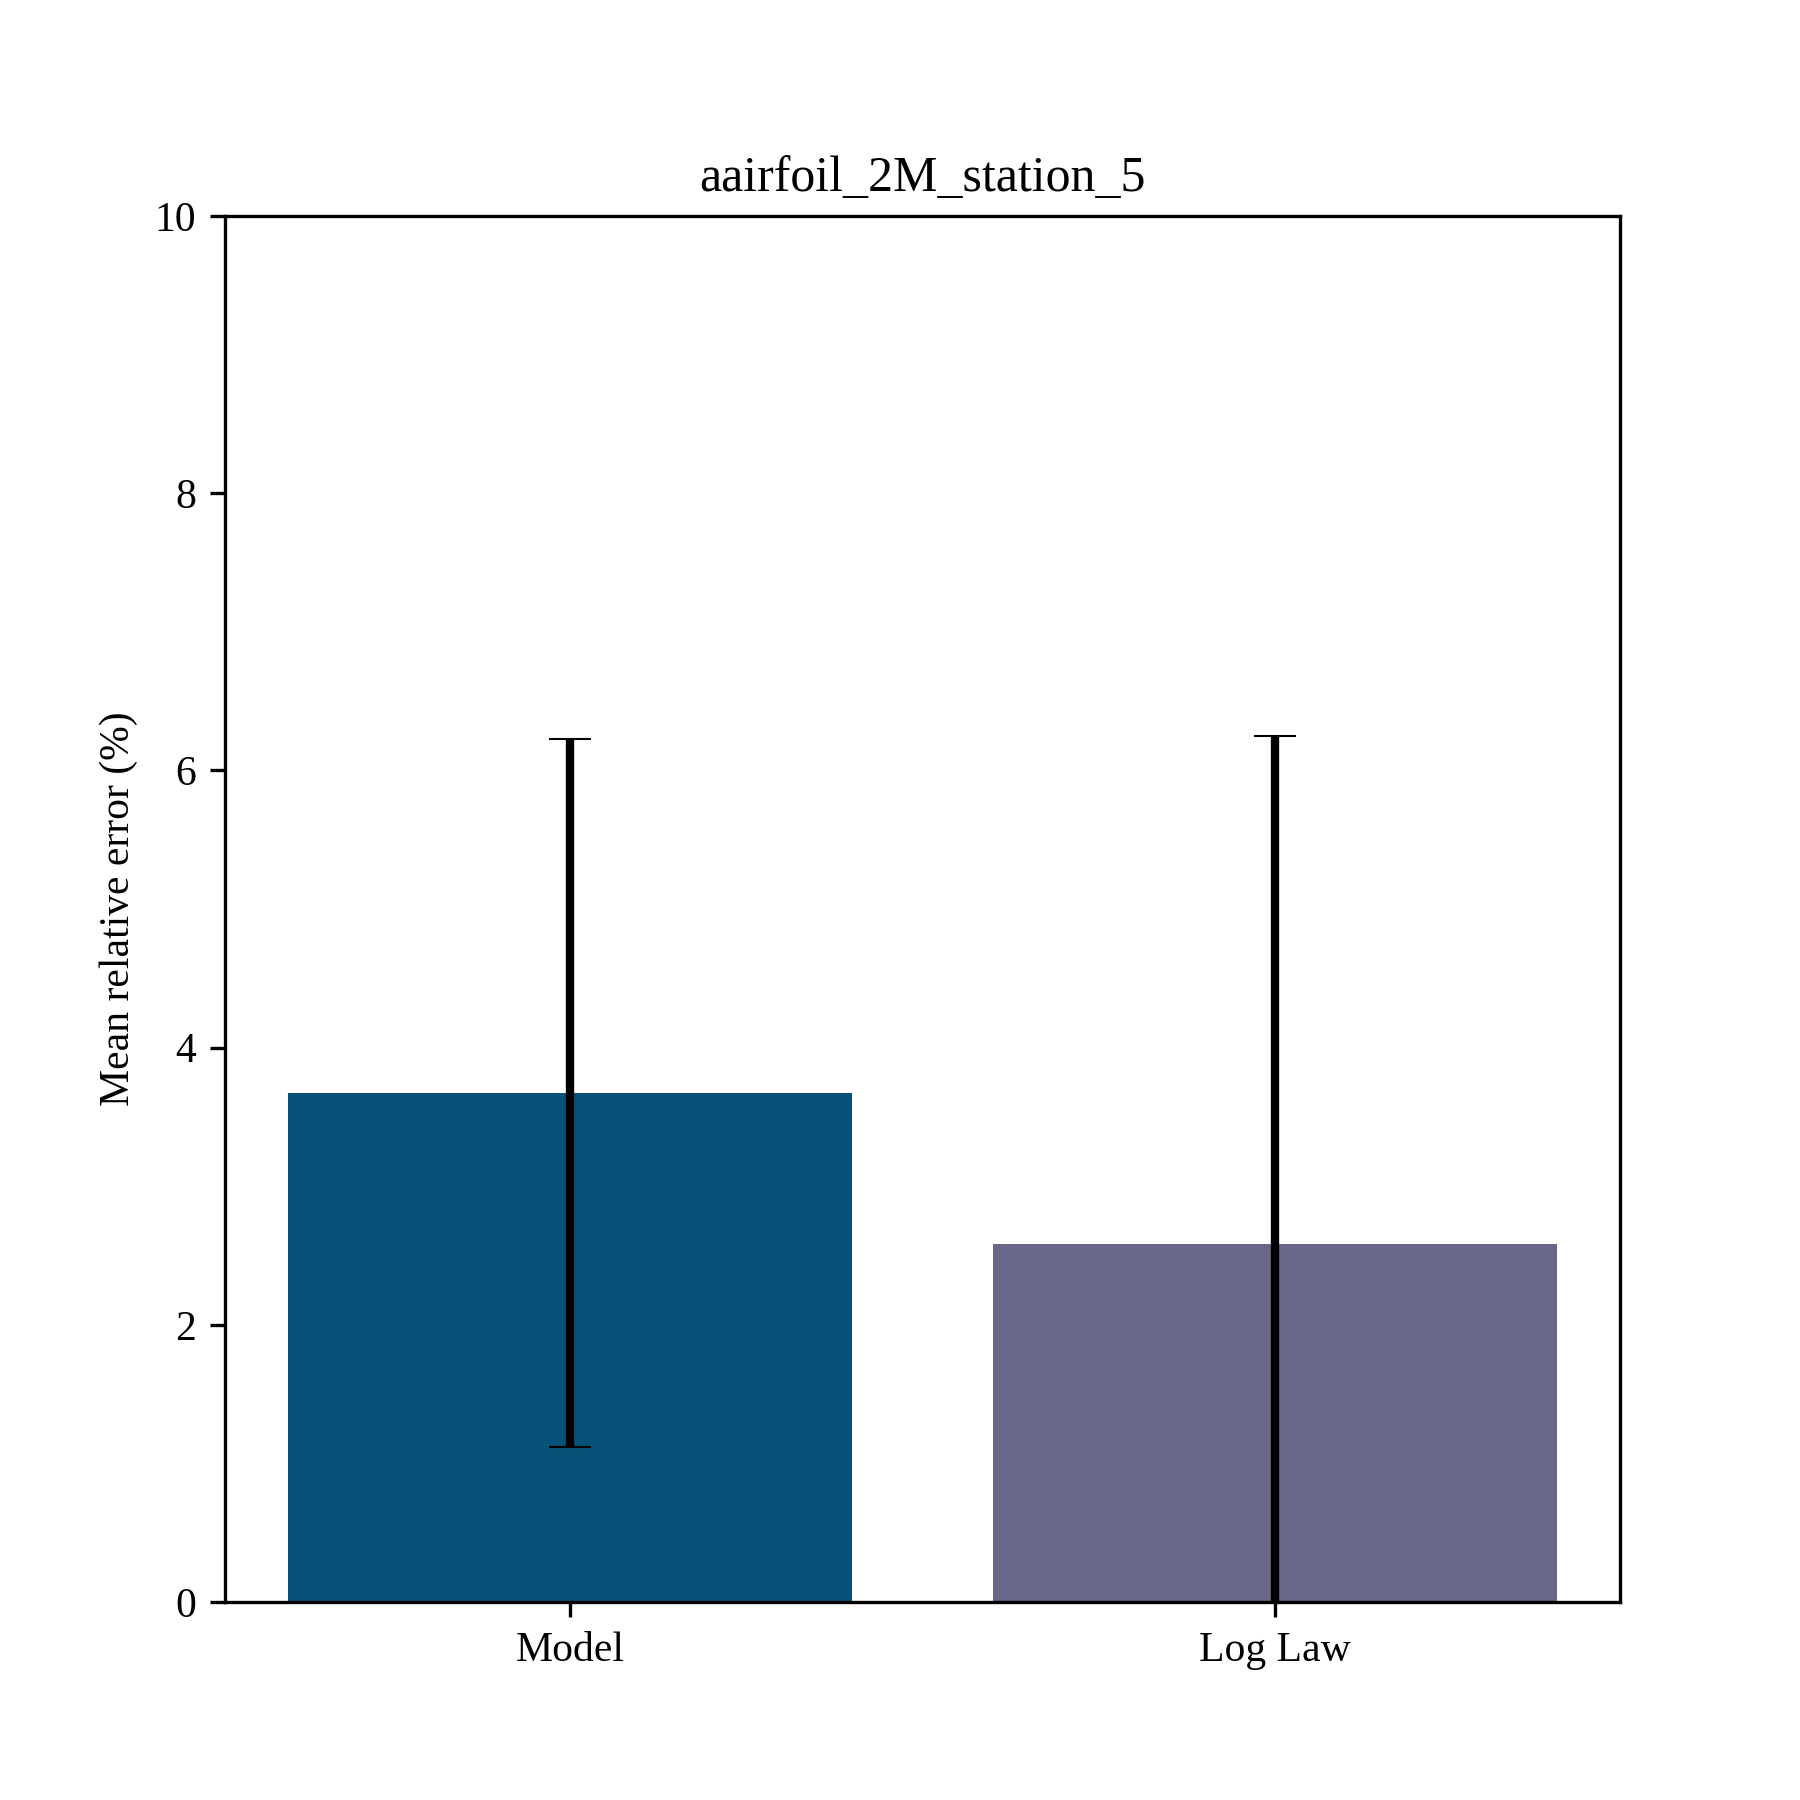 aairfoil_2M_station_5
Mean relative error (%)
10
8
6
4
2
0
Model
Log Law